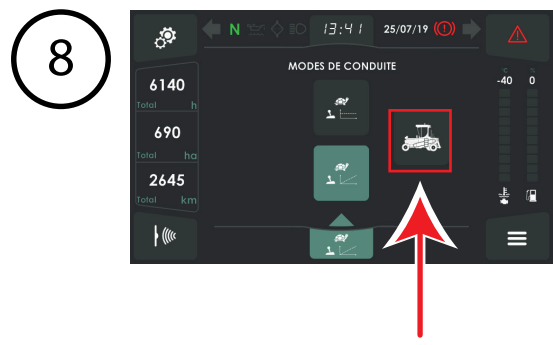 8
N 13:41 25/07/19
MODES DE CONDUITE
6140
Total h
690
Total ha
2645
Total km
°C %
-40 0